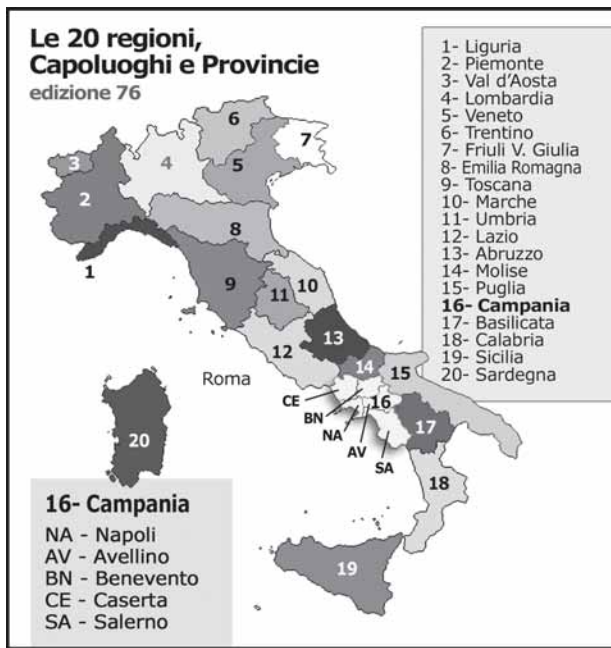 Le 20 regioni,
Capoluoghi e Provincie
edizione 76
1- Liguria
2- Piemonte
3- Val d'Aosta
4- Lombardia
5- Veneto
6- Trentino
7- Friuli V. Giulia
8- Emilia Romagna
9- Toscana
10- Marche
11- Umbria
12- Lazio
13- Abruzzo
14- Molise
15- Puglia
16- Campania
17- Basilicata
18- Calabria
19- Sicilia
20- Sardegna
6
7
3
4
5
2
8
1
9
10
11
12
13
Roma
14
15
CE
16
BN
NA
17
AV
SA
20
18
19
16- Campania
NA - Napoli
AV - Avellino
BN - Benevento
CE - Caserta
SA - Salerno